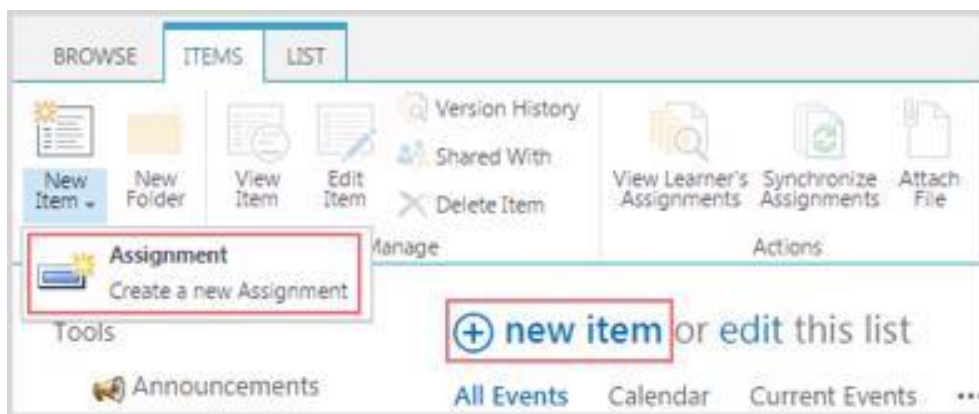 BROWSE ITEMS LIST
New Item
New Folder
View Item
Edit Item
Version History
Shared With
Delete Item
View Learner's Assignments
Synchronize Assignments
Attach File
Manage
Actions
Assignment
Create a new Assignment
Tools
Announcements
new item or edit this list
All Events Calendar Current Events ...